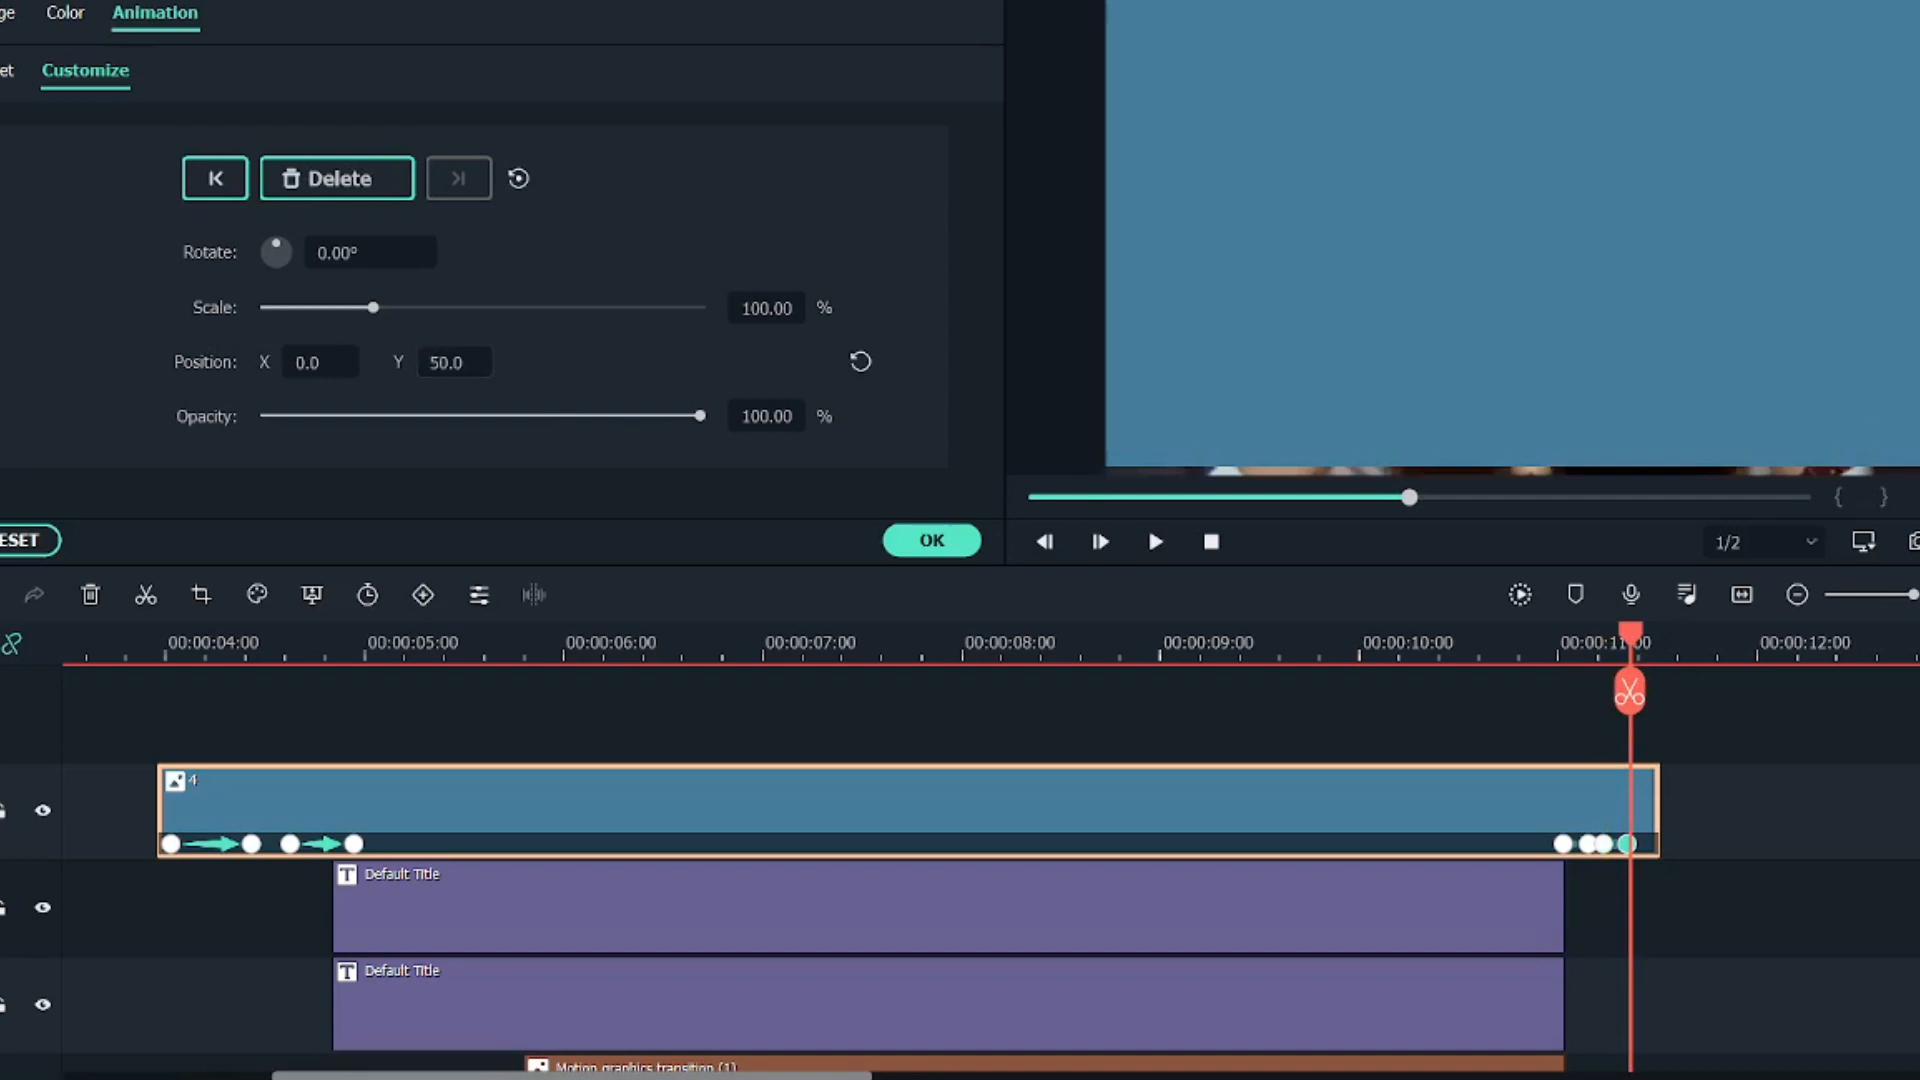 ge Color Animation
et Customize
Delete
Rotate: 0.00°
Scale: 100.00 %
Position: X 0.0 Y 50.0
Opacity: 100.00 %
{ }
ESET OK
1/2
00:00:04:00 00:00:05:00 00:00:06:00 00:00:07:00 00:00:08:00 00:00:09:00 00:00:10:00 00:00:11:00 00:00:12:00
4
T Default Title
T Default Title
Motion graphics transition (1)